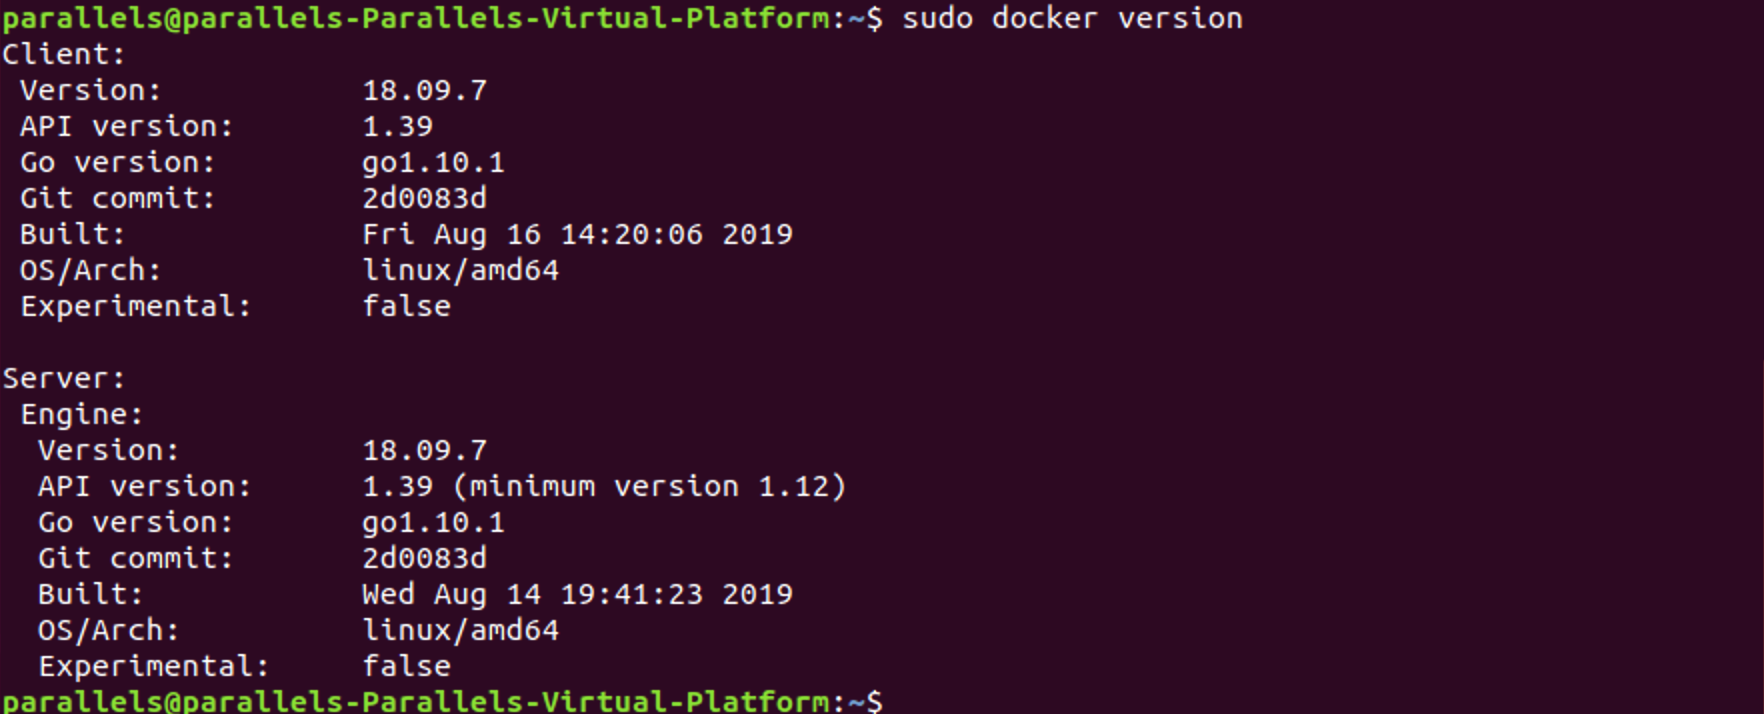 parallels@parallels-Parallels-Virtual-Platform:~$ sudo docker version
Client:
 Version:           18.09.7
 API version:       1.39
 Go version:        go1.10.1
 Git commit:        2d0083d
 Built:             Fri Aug 16 14:20:06 2019
 OS/Arch:           linux/amd64
 Experimental:      false

Server:
 Engine:
  Version:          18.09.7
  API version:      1.39 (minimum version 1.12)
  Go version:       go1.10.1
  Git commit:       2d0083d
  Built:            Wed Aug 14 19:41:23 2019
  OS/Arch:          linux/amd64
  Experimental:     false
parallels@parallels-Parallels-Virtual-Platform:~$